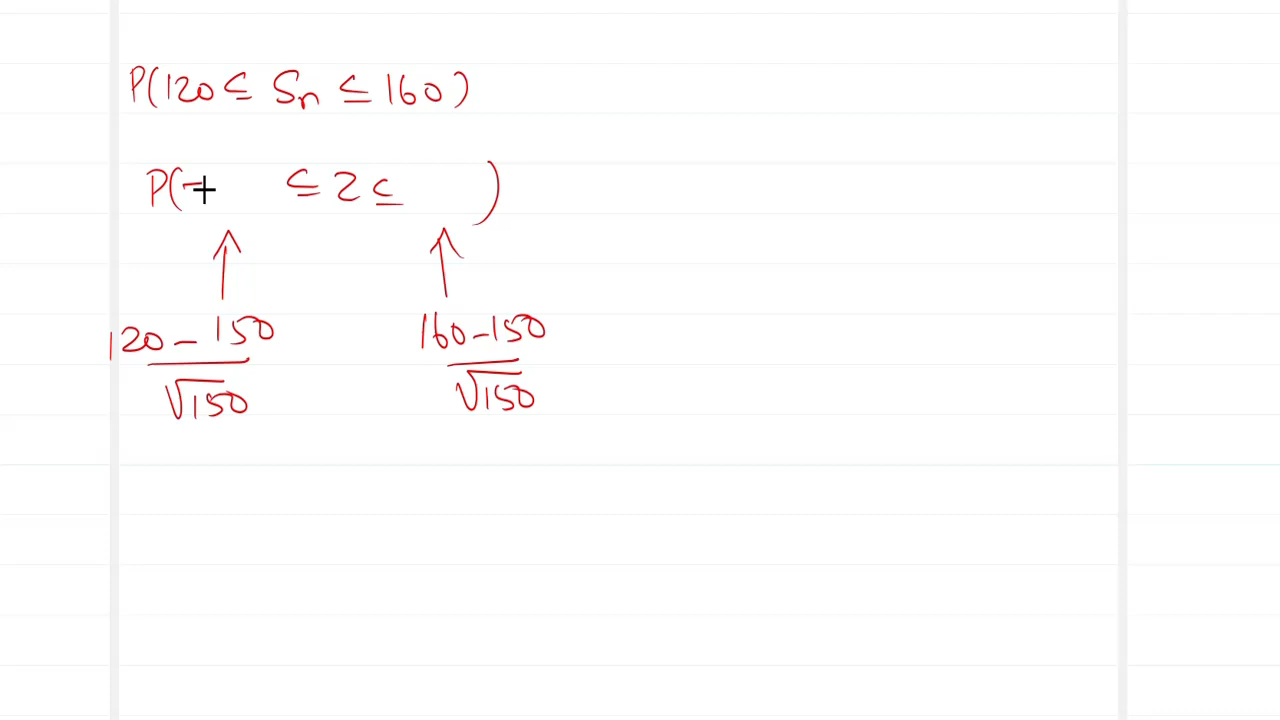 P(120 ≤ Sn ≤ 160)
P(- ≤ Z ≤ )
120 - 150 160 - 150
√150 √150